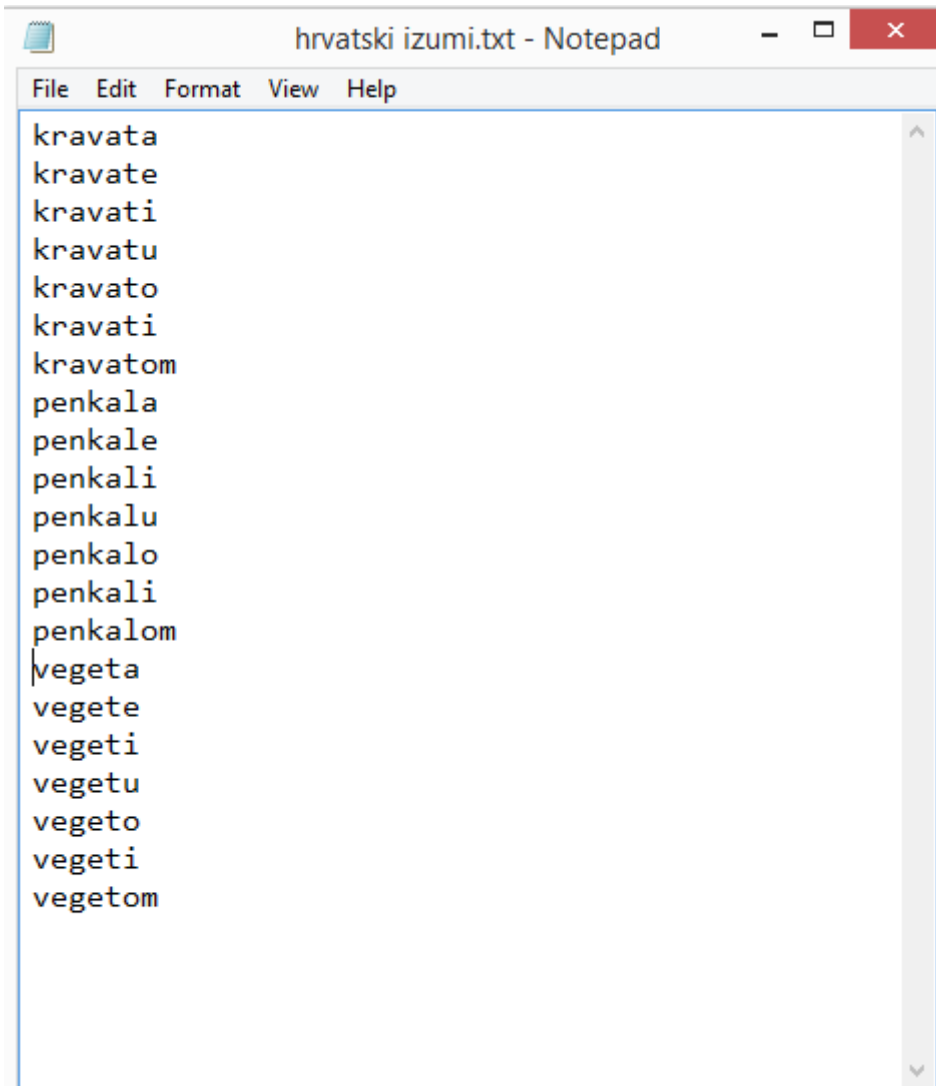 hrvatski izumi.txt - Notepad
File Edit Format View Help
kravata
kravate
kravati
kravatu
kravato
kravati
kravatom
penkala
penkale
penkali
penkalu
penkalo
penkali
penkalom
vegeta
vegete
vegeti
vegetu
vegeto
vegeti
vegetom